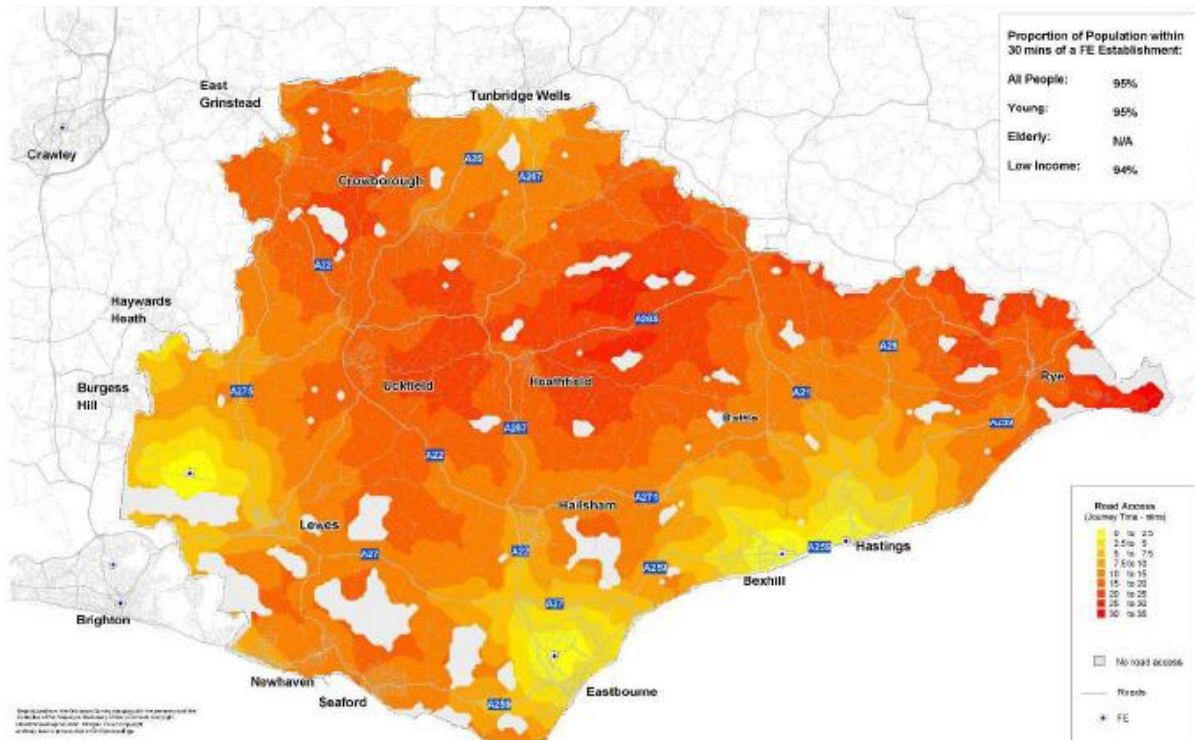 Proportion of Population within
30 mins of a FE Establishment:
All People: 95%
Young: 95%
Elderly: N/A
Low Income: 94%
East
Grinstead
Tunbridge Wells
Crawley
Crowborough
A26
A267
A22
Haywards
Heath
A265
Burgess
Hill
A275
Uckfield
Heathfield
A28
Rye
A21
Battle
A267
A259
A22
A271
Hailsham
Lewes
A27
A22
A259
Hastings
A259
Bexhill
Brighton
A27
Newhaven
Seaford
A259
Eastbourne
Road Access
(Journey Time - mins)
0 to 2.5
2.5 to 5
5 to 7.5
7.5 to 10
10 to 15
15 to 20
20 to 25
25 to 30
30 to 35
No road access
Roads
FE